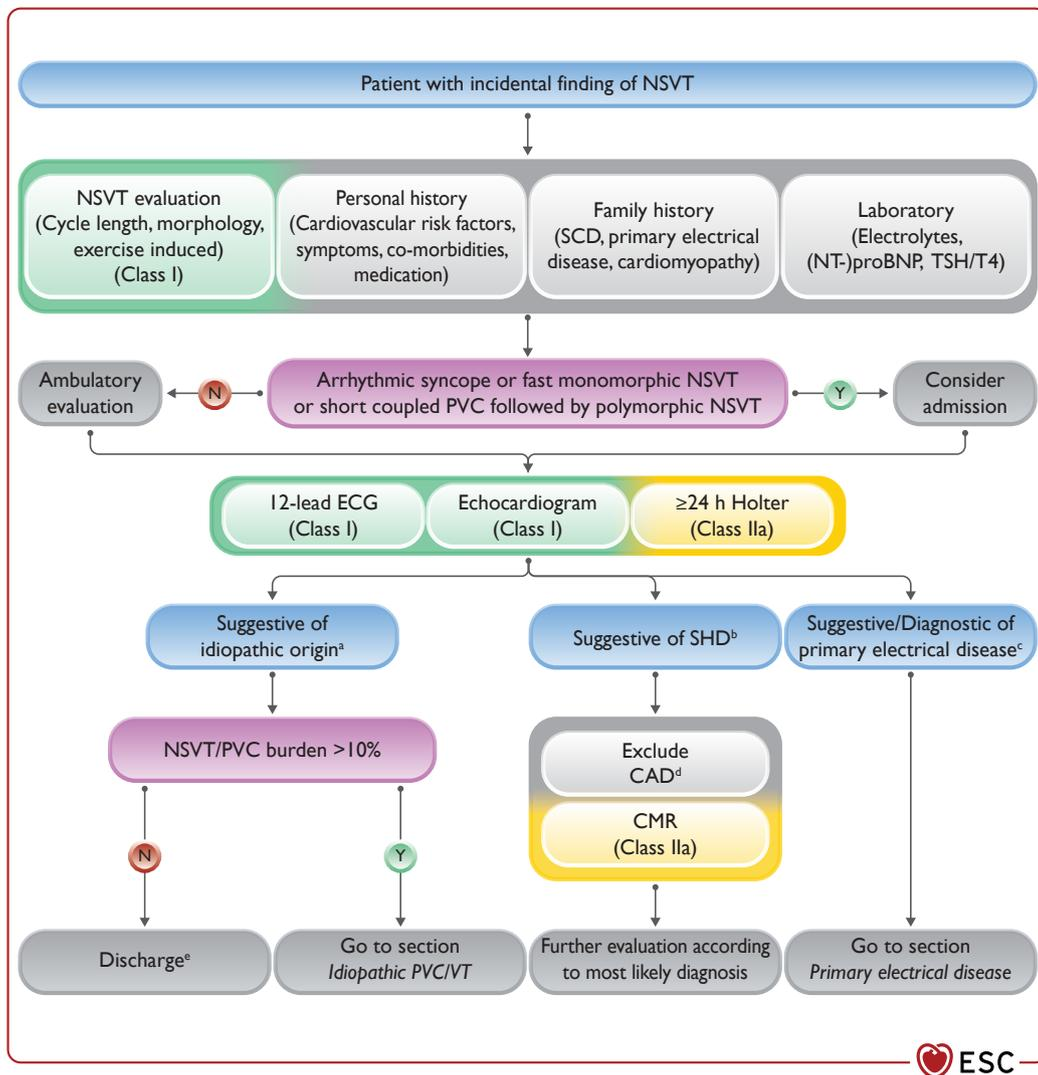 Patient with incidental finding of NSVT
NSVT evaluation
(Cycle length, morphology,
exercise induced)
(Class I)
Personal history
(Cardiovascular risk factors,
symptoms, co-morbidities,
medication)
Family history
(SCD, primary electrical
disease, cardiomyopathy)
Laboratory
(Electrolytes,
(NT-)proBNP, TSH/T4)
Ambulatory
evaluation
N
Arrhythmic syncope or fast monomorphic NSVT
or short coupled PVC followed by polymorphic NSVT
Y
Consider
admission
12-lead ECG
(Class I)
Echocardiogram
(Class I)
≥24 h Holter
(Class IIa)
Suggestive of
idiopathic originᵃ
Suggestive of SHDᵇ
Suggestive/Diagnostic of
primary electrical diseaseᶜ
NSVT/PVC burden >10%
Exclude
CADᵈ
CMR
(Class IIa)
N
Y
Dischargeᵉ
Go to section
Idiopathic PVC/VT
Further evaluation according
to most likely diagnosis
Go to section
Primary electrical disease
ESC